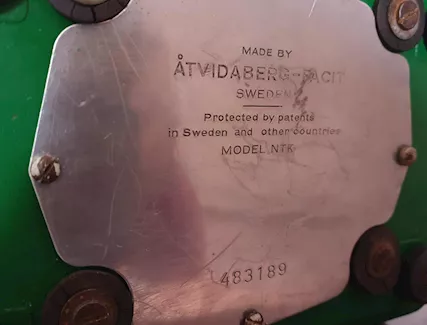 MADE BY
ÅTVIDABERG-FACIT
SWEDEN
Protected by patents
in Sweden and other countries
MODEL NTK
483189